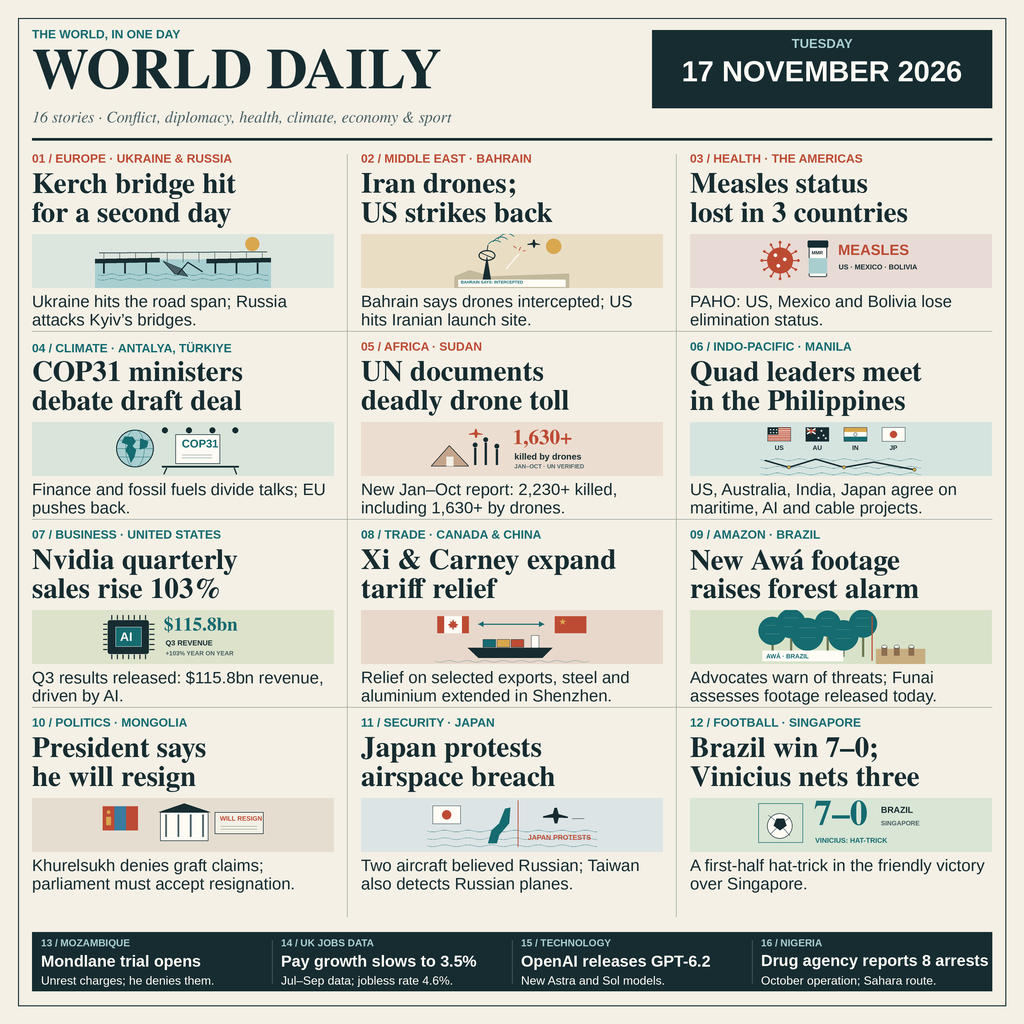 THE WORLD, IN ONE DAY
WORLD DAILY
16 stories · Conflict, diplomacy, health, climate, economy & sport
TUESDAY
17 NOVEMBER 2026
01 / EUROPE · UKRAINE & RUSSIA
Kerch bridge hit
for a second day
Ukraine hits the road span; Russia
attacks Kyiv’s bridges.
02 / MIDDLE EAST · BAHRAIN
Iran drones;
US strikes back
BAHRAIN SAYS: INTERCEPTED
Bahrain says drones intercepted; US
hits Iranian launch site.
03 / HEALTH · THE AMERICAS
Measles status
lost in 3 countries
MMR
MEASLES
US · MEXICO · BOLIVIA
PAHO: US, Mexico and Bolivia lose
elimination status.
04 / CLIMATE · ANTALYA, TÜRKIYE
COP31 ministers
debate draft deal
COP31
Finance and fossil fuels divide talks; EU
pushes back.
05 / AFRICA · SUDAN
UN documents
deadly drone toll
1,630+
killed by drones
JAN–OCT · UN VERIFIED
New Jan–Oct report: 2,230+ killed,
including 1,630+ by drones.
06 / INDO-PACIFIC · MANILA
Quad leaders meet
in the Philippines
US AU IN JP
US, Australia, India, Japan agree on
maritime, AI and cable projects.
07 / BUSINESS · UNITED STATES
Nvidia quarterly
sales rise 103%
AI
$115.8bn
Q3 REVENUE
+103% YEAR ON YEAR
Q3 results released: $115.8bn revenue,
driven by AI.
08 / TRADE · CANADA & CHINA
Xi & Carney expand
tariff relief
Relief on selected exports, steel and
aluminium extended in Shenzhen.
09 / AMAZON · BRAZIL
New Awá footage
raises forest alarm
AWÁ · BRAZIL
Advocates warn of threats; Funai
assesses footage released today.
10 / POLITICS · MONGOLIA
President says
he will resign
WILL RESIGN
Khurelsukh denies graft claims;
parliament must accept resignation.
11 / SECURITY · JAPAN
Japan protests
airspace breach
JAPAN PROTESTS
Two aircraft believed Russian; Taiwan
also detects Russian planes.
12 / FOOTBALL · SINGAPORE
Brazil win 7–0;
Vinicius nets three
7–0
BRAZIL
SINGAPORE
VINICIUS: HAT-TRICK
A first-half hat-trick in the friendly victory
over Singapore.
13 / MOZAMBIQUE
Mondlane trial opens
Unrest charges; he denies them.
14 / UK JOBS DATA
Pay growth slows to 3.5%
Jul–Sep data; jobless rate 4.6%.
15 / TECHNOLOGY
OpenAI releases GPT-6.2
New Astra and Sol models.
16 / NIGERIA
Drug agency reports 8 arrests
October operation; Sahara route.